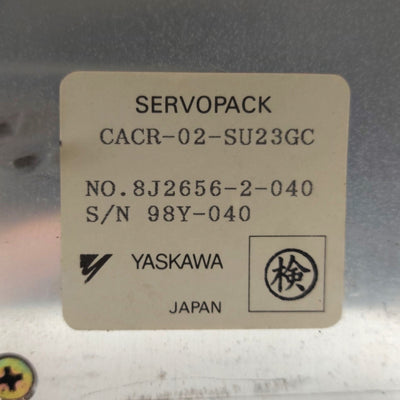 SERVOPACK
CACR-02-SU23GC
NO.8J2656-2-040
S/N 98Y-040
YASKAWA
検
JAPAN